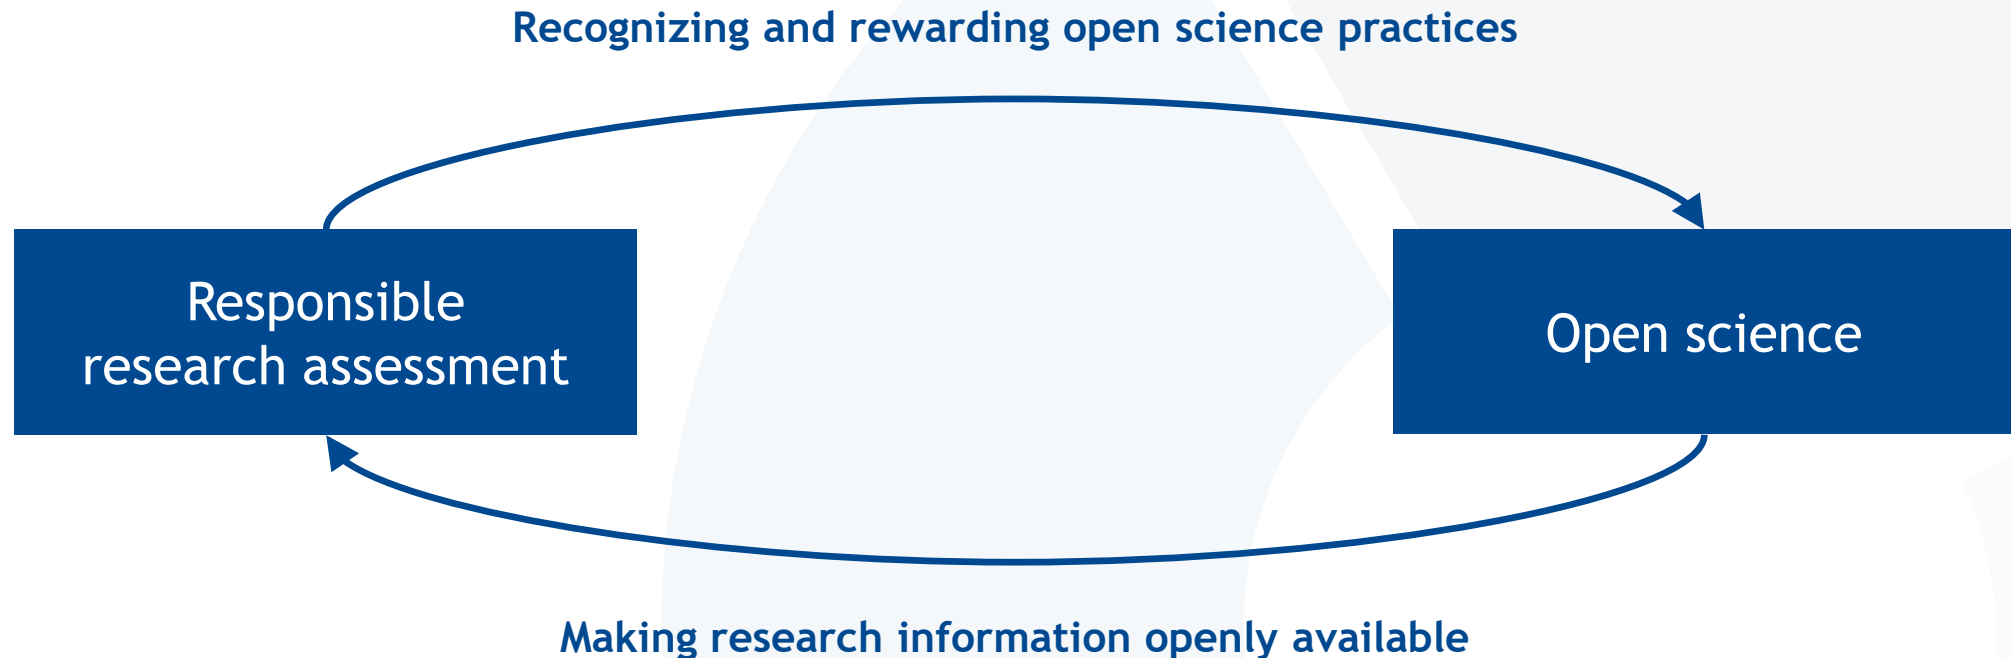 Recognizing and rewarding open science practices
Responsible
research assessment
Open science
Making research information openly available